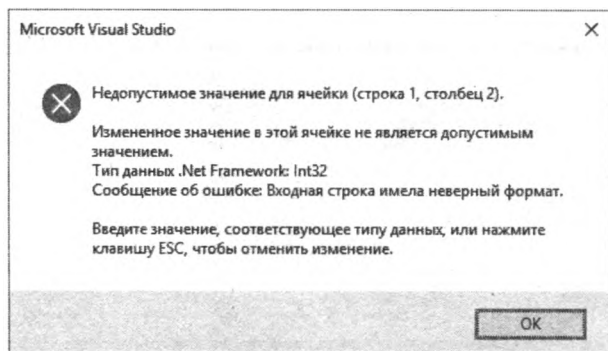 Microsoft Visual Studio
Недопустимое значение для ячейки (строка 1, столбец 2).
Измененное значение в этой ячейке не является допустимым
значением.
Тип данных .Net Framework: Int32
Сообщение об ошибке: Входная строка имела неверный формат.
Введите значение, соответствующее типу данных, или нажмите
клавишу ESC, чтобы отменить изменение.
OK